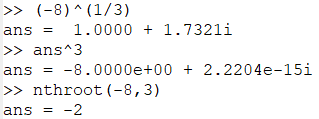 >> (-8)^(1/3)
ans =  1.0000 + 1.7321i
>> ans^3
ans = -8.0000e+00 + 2.2204e-15i
>> nthroot(-8,3)
ans = -2